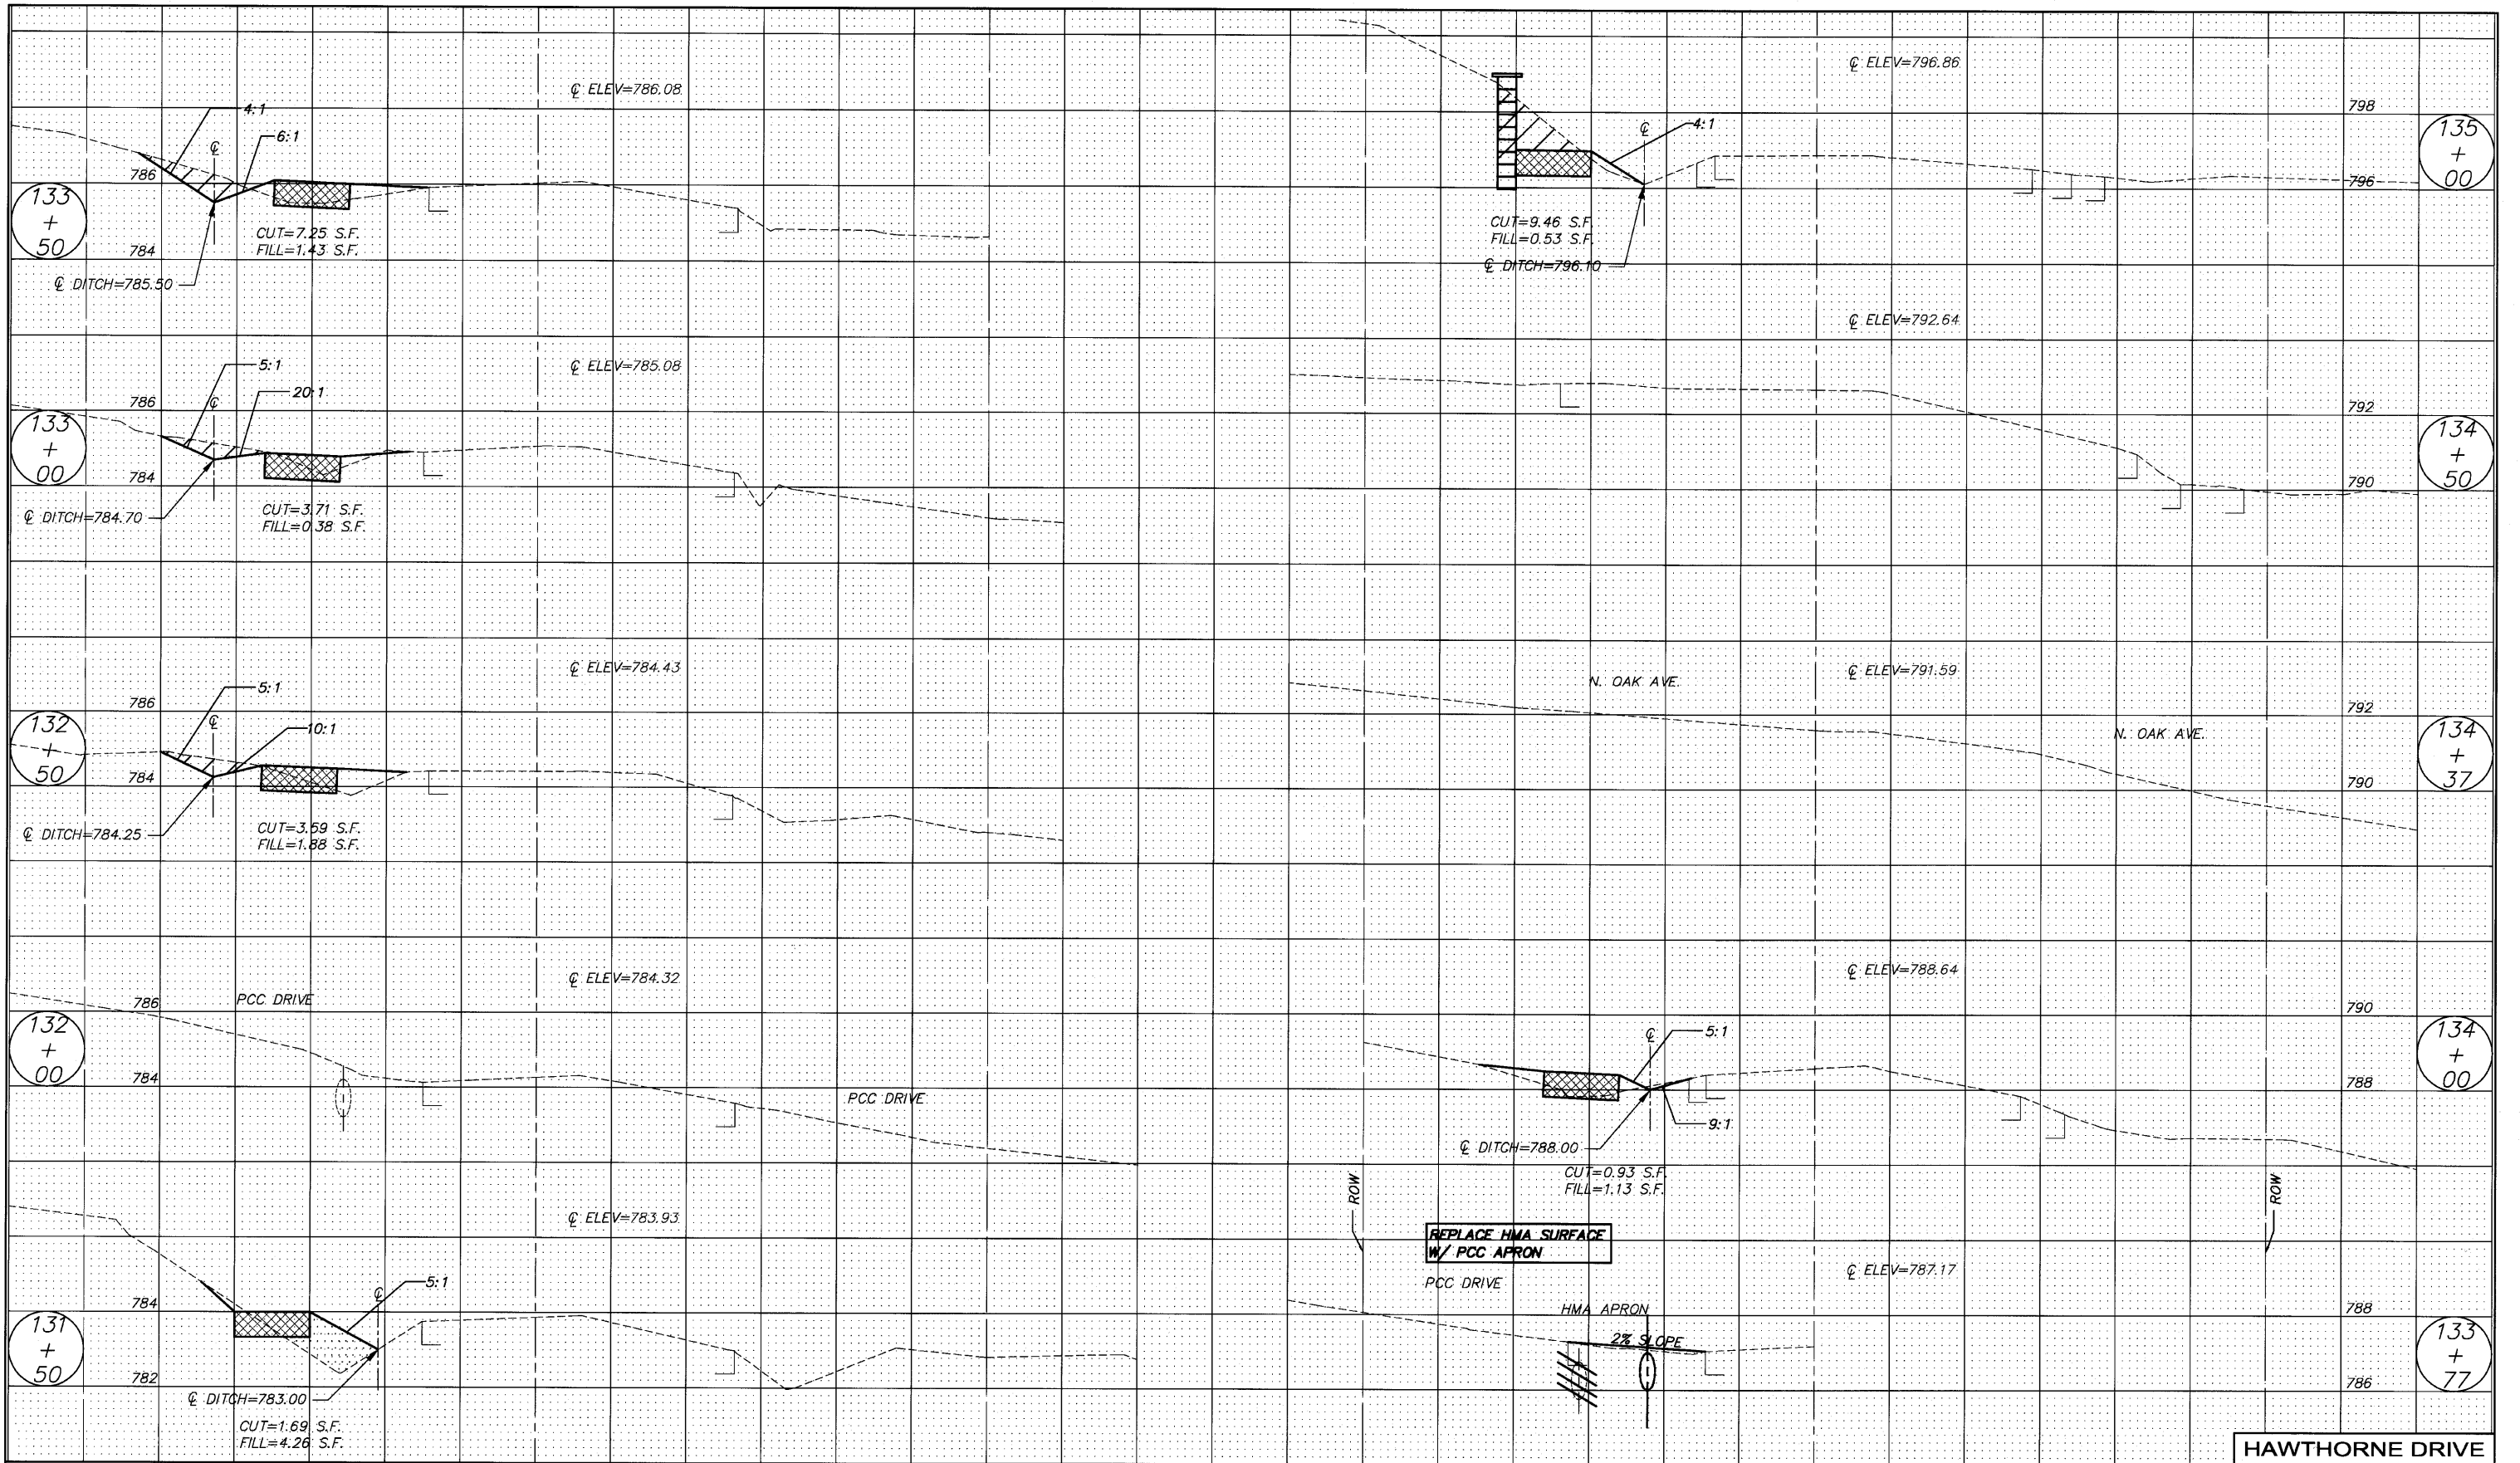 ℄ ELEV=786.08
4:1
6:1
℄
786
133
+
50
784
CUT=7.25 S.F.
FILL=1.43 S.F.
℄ DITCH=785.50
℄ ELEV=785.08
5:1
20:1
786
℄
133
+
00
784
CUT=3.71 S.F.
FILL=0.38 S.F.
℄ DITCH=784.70
℄ ELEV=784.43
5:1
786
℄
10:1
132
+
50
784
CUT=3.59 S.F.
FILL=1.88 S.F.
℄ DITCH=784.25
℄ ELEV=784.32
786
PCC DRIVE
132
+
00
784
PCC DRIVE
℄ ELEV=783.93
5:1
℄
784
131
+
50
782
℄ DITCH=783.00
CUT=1.69 S.F.
FILL=4.26 S.F.
℄ ELEV=796.86
798
℄
4:1
135
+
00
796
CUT=9.46 S.F.
FILL=0.53 S.F.
℄ DITCH=796.10
℄ ELEV=792.64
792
134
+
50
790
℄ ELEV=791.59
N. OAK AVE.
792
N. OAK AVE.
134
+
37
790
℄ ELEV=788.64
790
℄
5:1
134
+
00
788
9:1
℄ DITCH=788.00
CUT=0.93 S.F.
FILL=1.13 S.F.
ROW
ROW
REPLACE HMA SURFACE
W/ PCC APRON
℄ ELEV=787.17
PCC DRIVE
HMA APRON
788
2% SLOPE
133
+
77
786
HAWTHORNE DRIVE